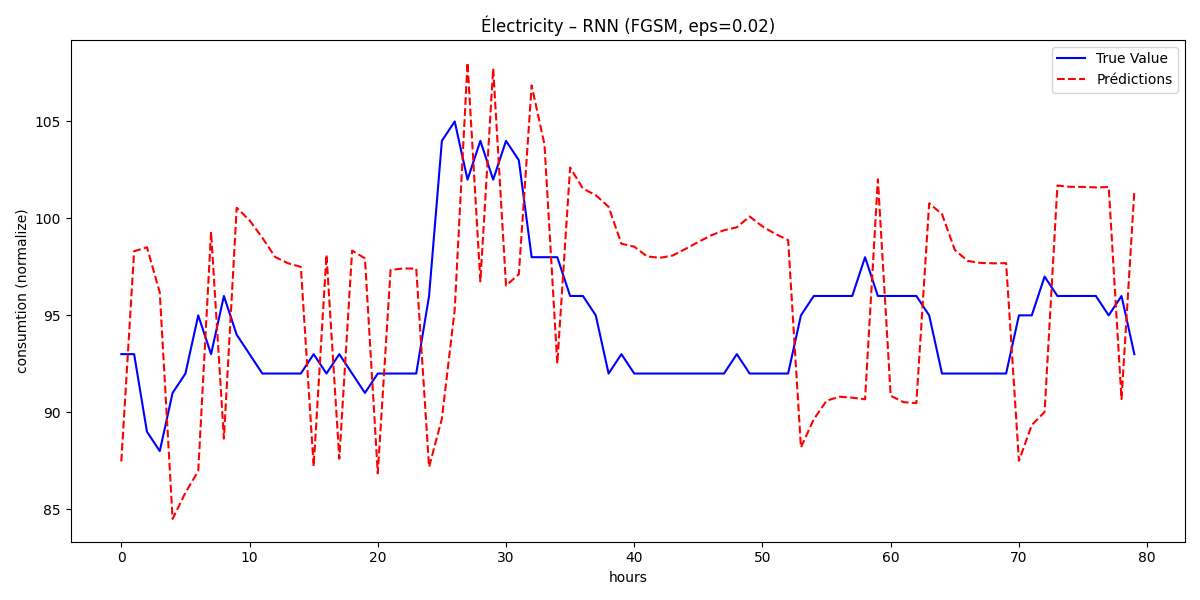 Électricity – RNN (FGSM, eps=0.02)
True Value
Prédictions
consumtion (normalize)
105
100
95
90
85
0 10 20 30 40 50 60 70 80
hours